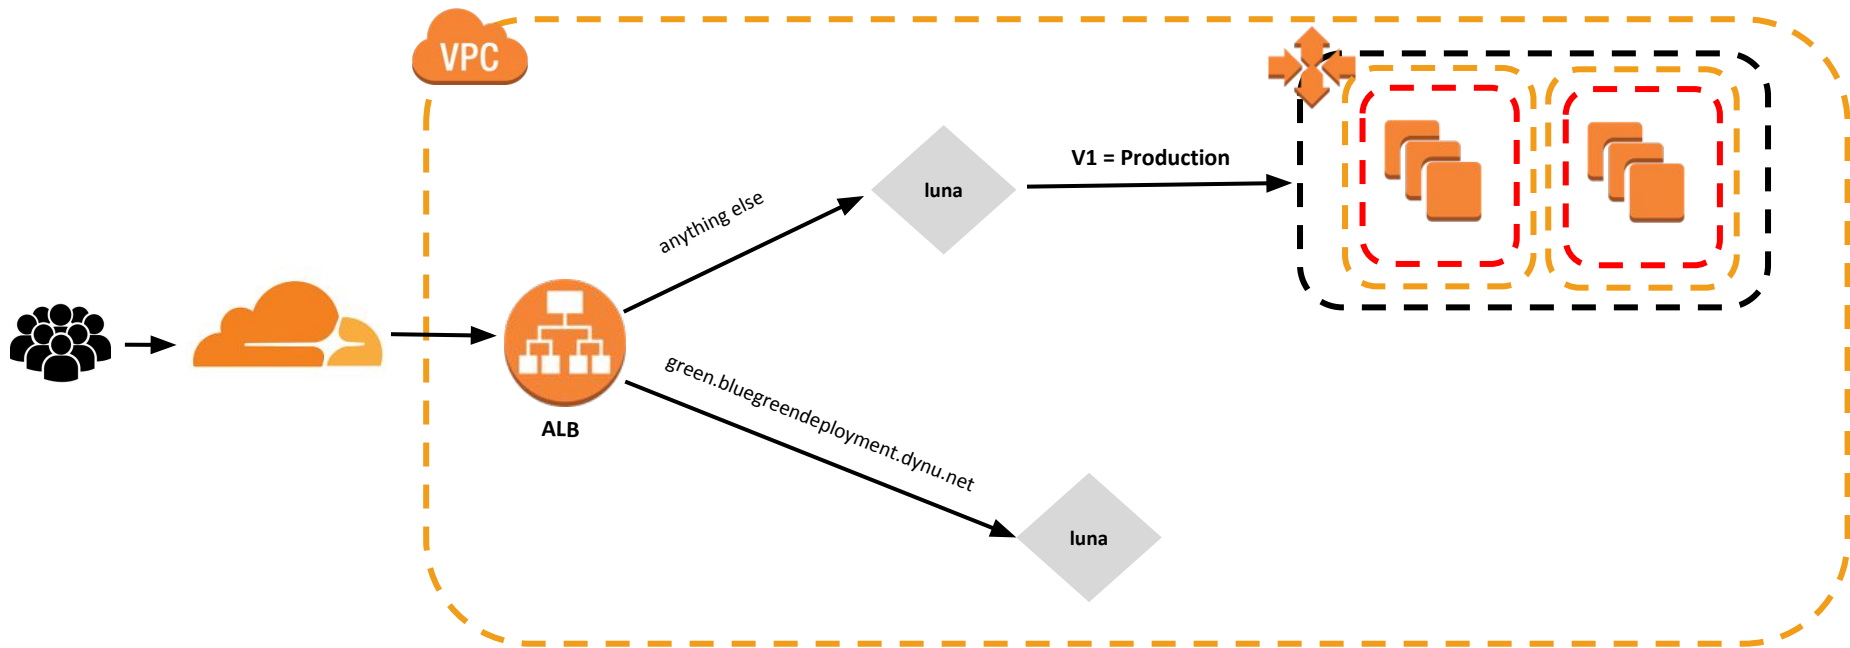 VPC
luna
V1 = Production
anything else
ALB
green.bluegreendeployment.dynu.net
luna